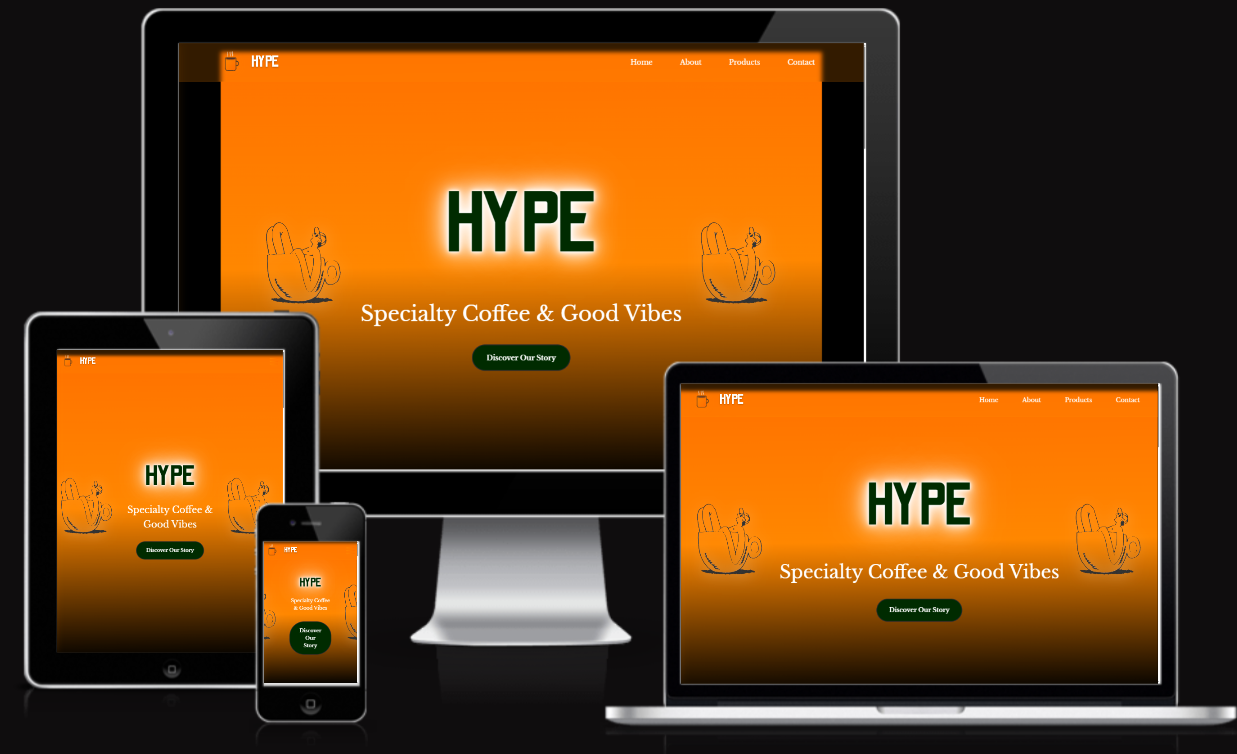 HYPE
Home About Products Contact
HYPE
Specialty Coffee & Good Vibes
Discover Our Story
HYPE
HYPE
Specialty Coffee &
Good Vibes
Discover Our Story
HYPE
HYPE
Specialty Coffee
& Good Vibes
Discover
Our
Story
HYPE
Home About Products Contact
HYPE
Specialty Coffee & Good Vibes
Discover Our Story